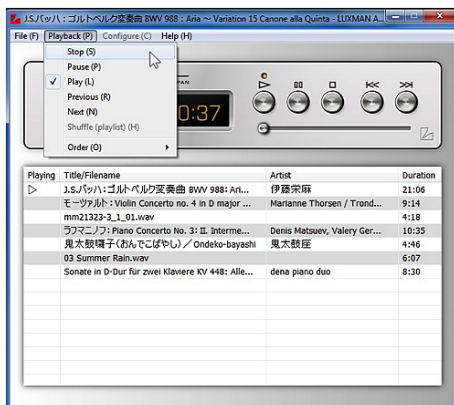 J.S.バッハ:ゴルトベルク変奏曲 BWV 988 : Aria ～ Variation 15 Canone alla Quinta - LUXMAN A...
File (F) Playback (P) Configure (C) Help (H)
Stop (S)
Pause (P)
Play (L)
Previous (R)
Next (N)
Shuffle (playlist) (H)
Order (O)
PAN
0:37
Playing Title/Filename Artist Duration
J.S.バッハ:ゴルトベルク変奏曲 BWV 988: Ari... 伊藤栄麻 21:06
モーツァルト: Violin Concerto no. 4 in D major ... Marianne Thorsen / Trond... 9:14
mm21323-3_1_01.wav 4:18
ラフマニノフ: Piano Concerto No. 3: II. Interme... Denis Matsuev, Valery Ger... 10:35
鬼太鼓囃子(おんでこばやし)／Ondeko-bayashi 鬼太鼓座 4:46
03 Summer Rain.wav 6:07
Sonate in D-Dur für zwei Klaviere KV 448: Alle... dena piano duo 8:30